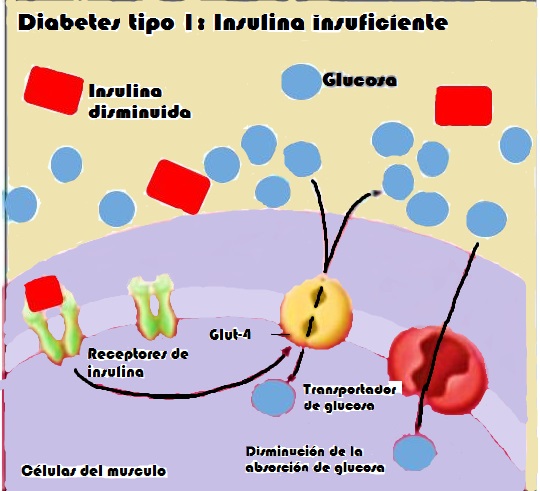 Diabetes tipo 1: Insulina insuficiente
Insulina
disminuida
Glucosa
Glut-4
Receptores de
insulina
Transportador
de glucosa
Disminución de la
absorción de glucosa
Células del musculo